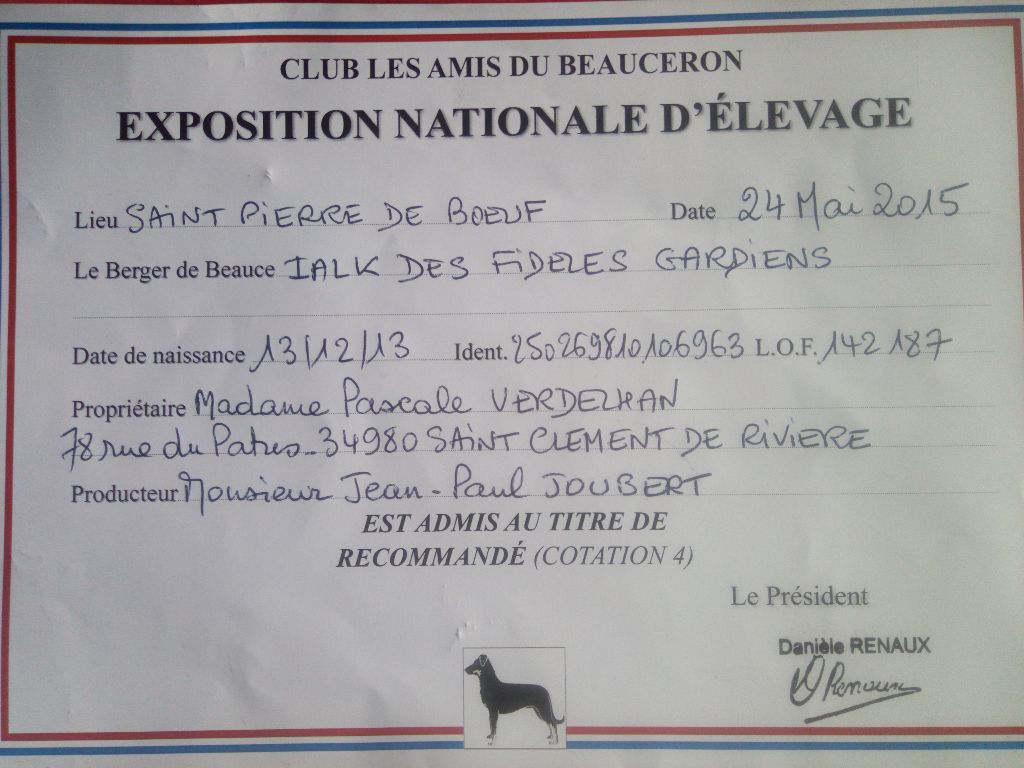 CLUB LES AMIS DU BEAUCERON
EXPOSITION NATIONALE D'ÉLEVAGE
Lieu SAINT PIERRE DE BOEUF Date 24 Mai 2015
Le Berger de Beauce IALK DES FIDELES GARDIENS
Date de naissance 13/12/13 Ident. 250269810106963 L.O.F. 142 187
Propriétaire Madame Pascale VERDELHAN
78 rue du Patus - 34980 SAINT CLEMENT DE RIVIERE
Producteur Monsieur Jean-Paul JOUBERT
EST ADMIS AU TITRE DE
RECOMMANDÉ (COTATION 4)
Le Président
Danièle RENAUX
DRenaux